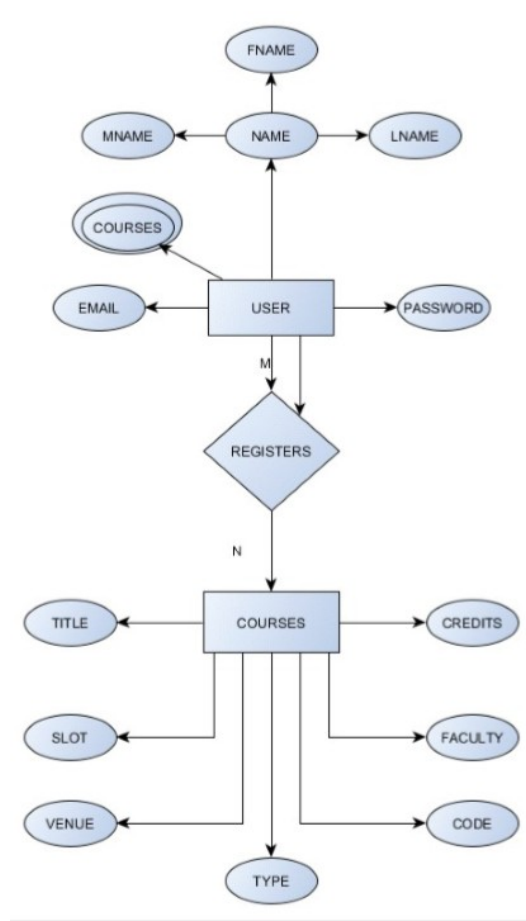 FNAME
MNAME
NAME
LNAME
COURSES
EMAIL
USER
PASSWORD
M
REGISTERS
N
TITLE
COURSES
CREDITS
SLOT
FACULTY
VENUE
CODE
TYPE